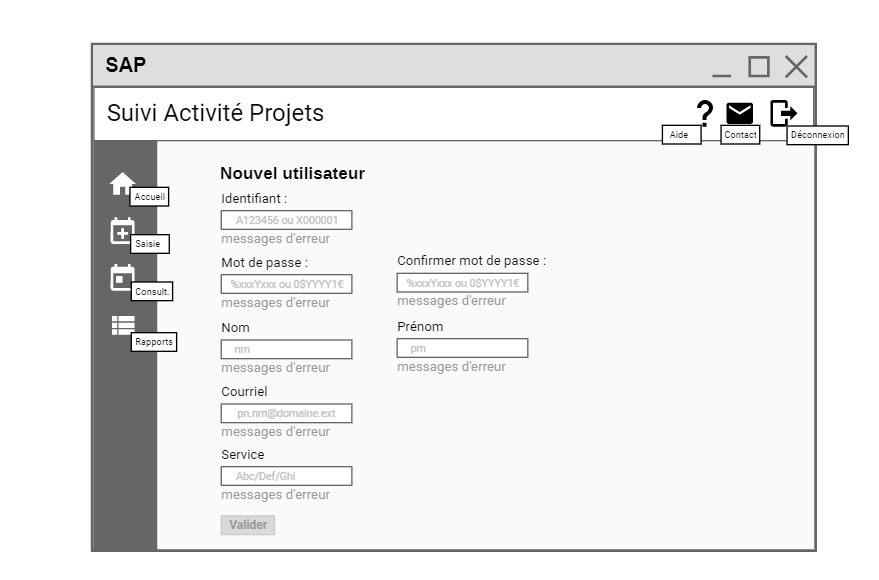 SAP
Suivi Activité Projets
?
Aide
Contact
Déconnexion
Accueil
Saisie
Consult.
Rapports
Nouvel utilisateur
Identifiant :
A123456 ou X000001
messages d'erreur
Mot de passe :
Confirmer mot de passe :
%xxxYxxx ou 0$YYYY1€
%xxxYxxx ou 0$YYYY1€
messages d'erreur
messages d'erreur
Nom
Prénom
nm
pm
messages d'erreur
messages d'erreur
Courriel
pn.nm@domaine.ext
messages d'erreur
Service
Abc/Def/Ghi
messages d'erreur
Valider